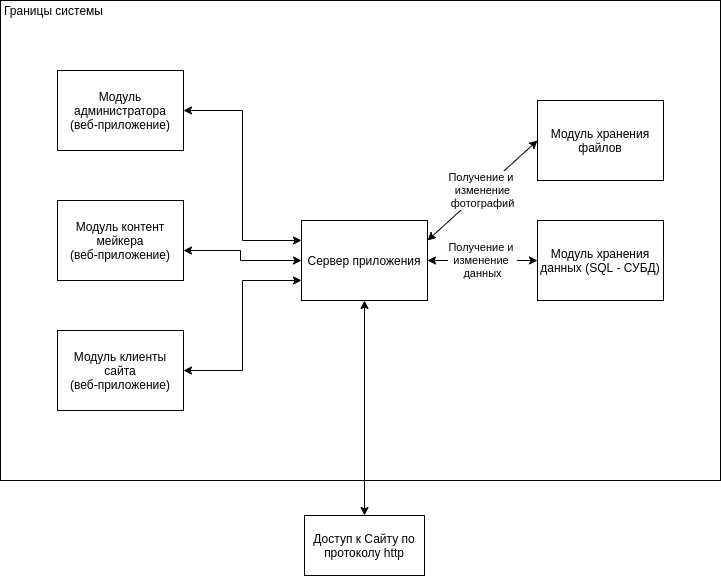 Границы системы
Модуль
администратора
(веб-приложение)
Модуль контент
мейкера
(веб-приложение)
Модуль клиенты
сайта
(веб-приложение)
Сервер приложения
Получение и
изменение
фотографий
Получение и
изменение
данных
Модуль хранения
файлов
Модуль хранения
данных (SQL - СУБД)
Доступ к Сайту по
протоколу http